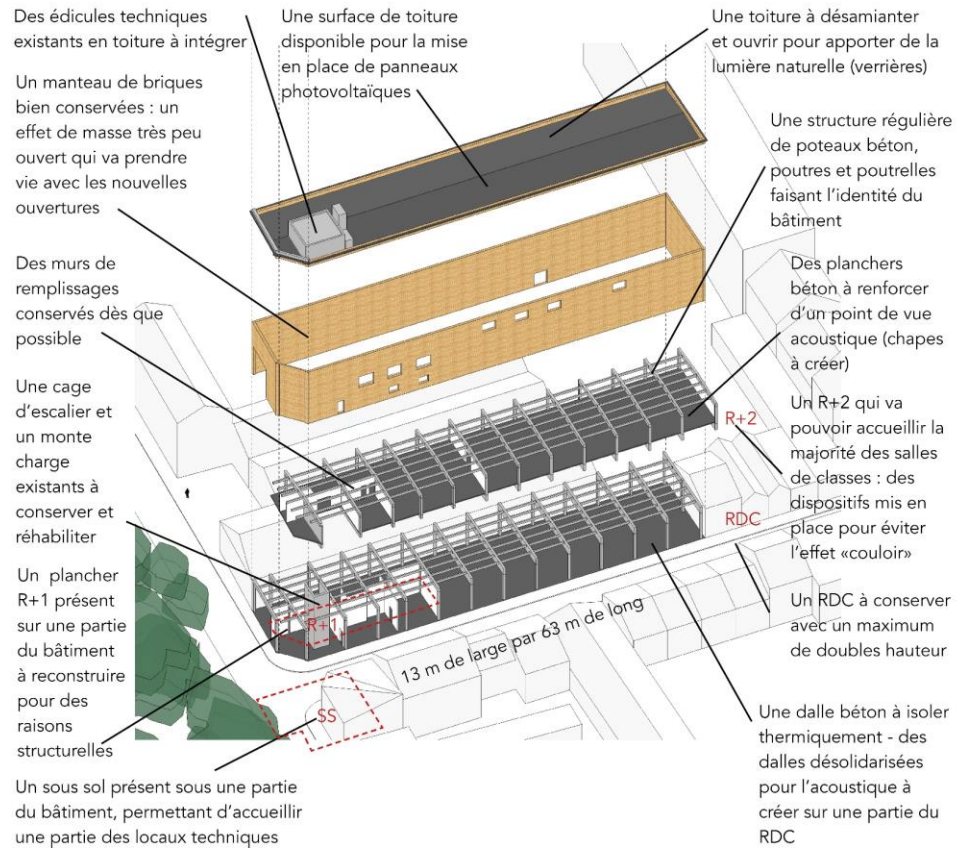 Des édicules techniques
existants en toiture à intégrer
Un manteau de briques
bien conservées : un
effet de masse très peu
ouvert qui va prendre
vie avec les nouvelles
ouvertures
Des murs de
remplissages
conservés dès que
possible
Une cage
d'escalier et
un monte
charge
existants à
conserver et
réhabiliter
Un plancher
R+1 présent
sur une partie
du bâtiment
à reconstruire
pour des
raisons
structurelles
Un sous sol présent sous une partie
du bâtiment, permettant d'accueillir
une partie des locaux techniques
Une surface de toiture
disponible pour la mise
en place de panneaux
photovoltaïques
Une toiture à désamianter
et ouvrir pour apporter de la
lumière naturelle (verrières)
Une structure régulière
de poteaux béton,
poutres et poutrelles
faisant l'identité du
bâtiment
Des planchers
béton à renforcer
d'un point de vue
acoustique (chapes
à créer)
Un R+2 qui va
pouvoir accueillir la
majorité des salles
de classes : des
dispositifs mis en
place pour éviter
l'effet «couloir»
Un RDC à conserver
avec un maximum
de doubles hauteur
Une dalle béton à isoler
thermiquement - des
dalles désolidarisées
pour l'acoustique à
créer sur une partie du
RDC
R+2
RDC
R+1
SS
13 m de large par 63 m de long